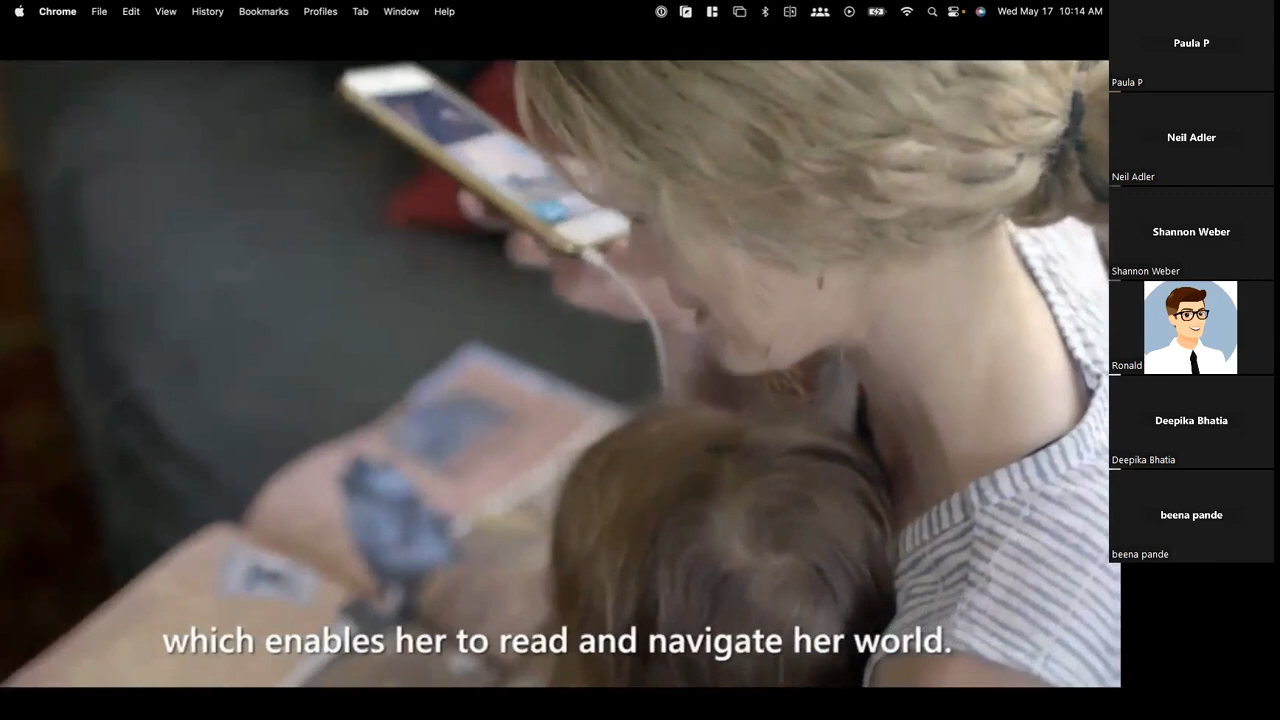 Chrome File Edit View History Bookmarks Profiles Tab Window Help Wed May 17 10:14 AM
Paula P
Paula P
Neil Adler
Neil Adler
Shannon Weber
Shannon Weber
Ronald
Deepika Bhatia
Deepika Bhatia
beena pande
beena pande
which enables her to read and navigate her world.